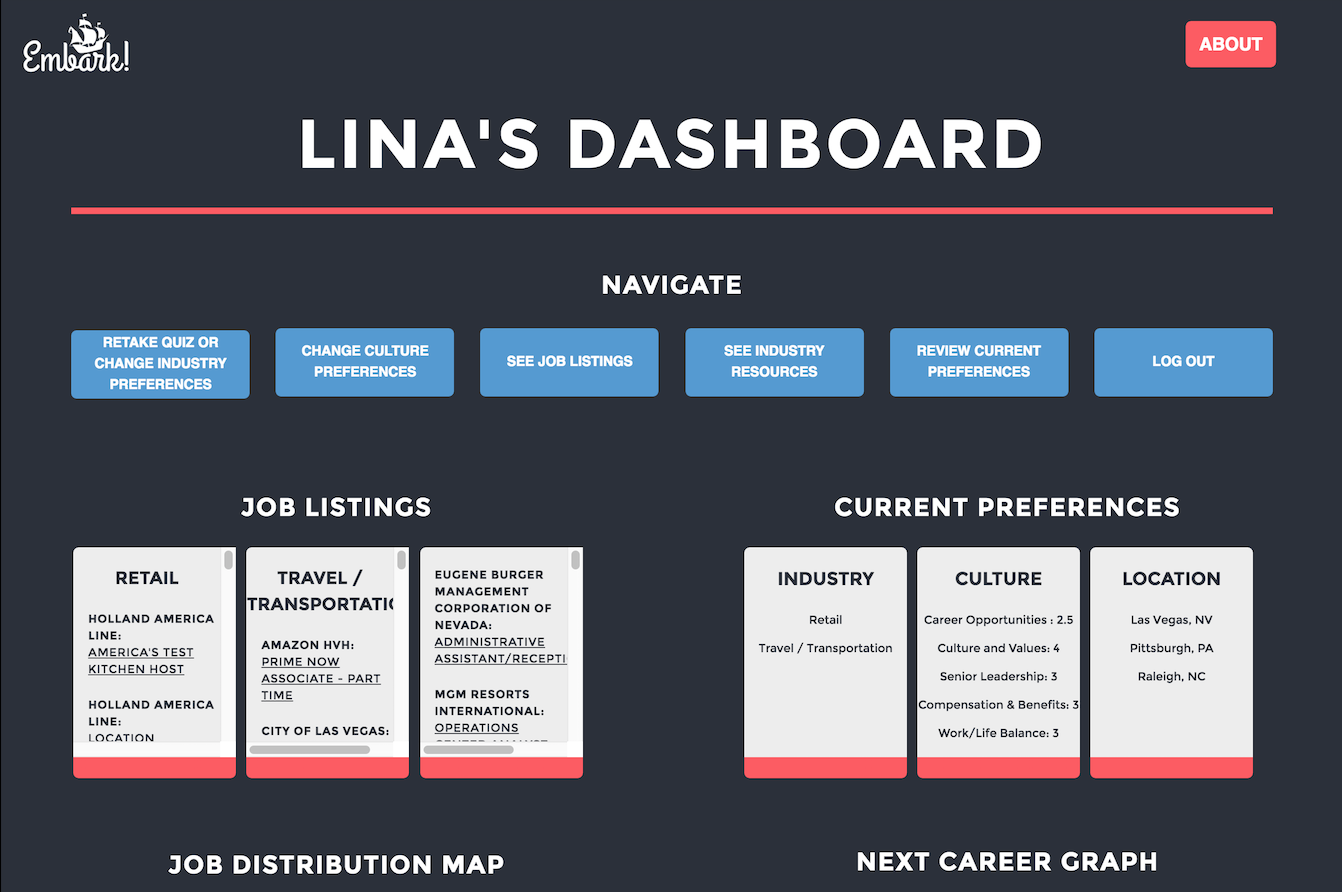 Embark!
ABOUT
LINA'S DASHBOARD
NAVIGATE
RETAKE QUIZ OR
CHANGE INDUSTRY
PREFERENCES
CHANGE CULTURE
PREFERENCES
SEE JOB LISTINGS
SEE INDUSTRY
RESOURCES
REVIEW CURRENT
PREFERENCES
LOG OUT
JOB LISTINGS
RETAIL
HOLLAND AMERICA
LINE:
AMERICA'S TEST
KITCHEN HOST
HOLLAND AMERICA
LINE:
LOCATION
TRAVEL /
TRANSPORTATIO
AMAZON HVH:
PRIME NOW
ASSOCIATE - PART
TIME
CITY OF LAS VEGAS:
EUGENE BURGER
MANAGEMENT
CORPORATION OF
NEVADA:
ADMINISTRATIVE
ASSISTANT/RECEPTI
MGM RESORTS
INTERNATIONAL:
OPERATIONS
CENTER ANALYST
CURRENT PREFERENCES
INDUSTRY
Retail
Travel / Transportation
CULTURE
Career Opportunities : 2.5
Culture and Values: 4
Senior Leadership: 3
Compensation & Benefits: 3
Work/Life Balance: 3
LOCATION
Las Vegas, NV
Pittsburgh, PA
Raleigh, NC
JOB DISTRIBUTION MAP
NEXT CAREER GRAPH